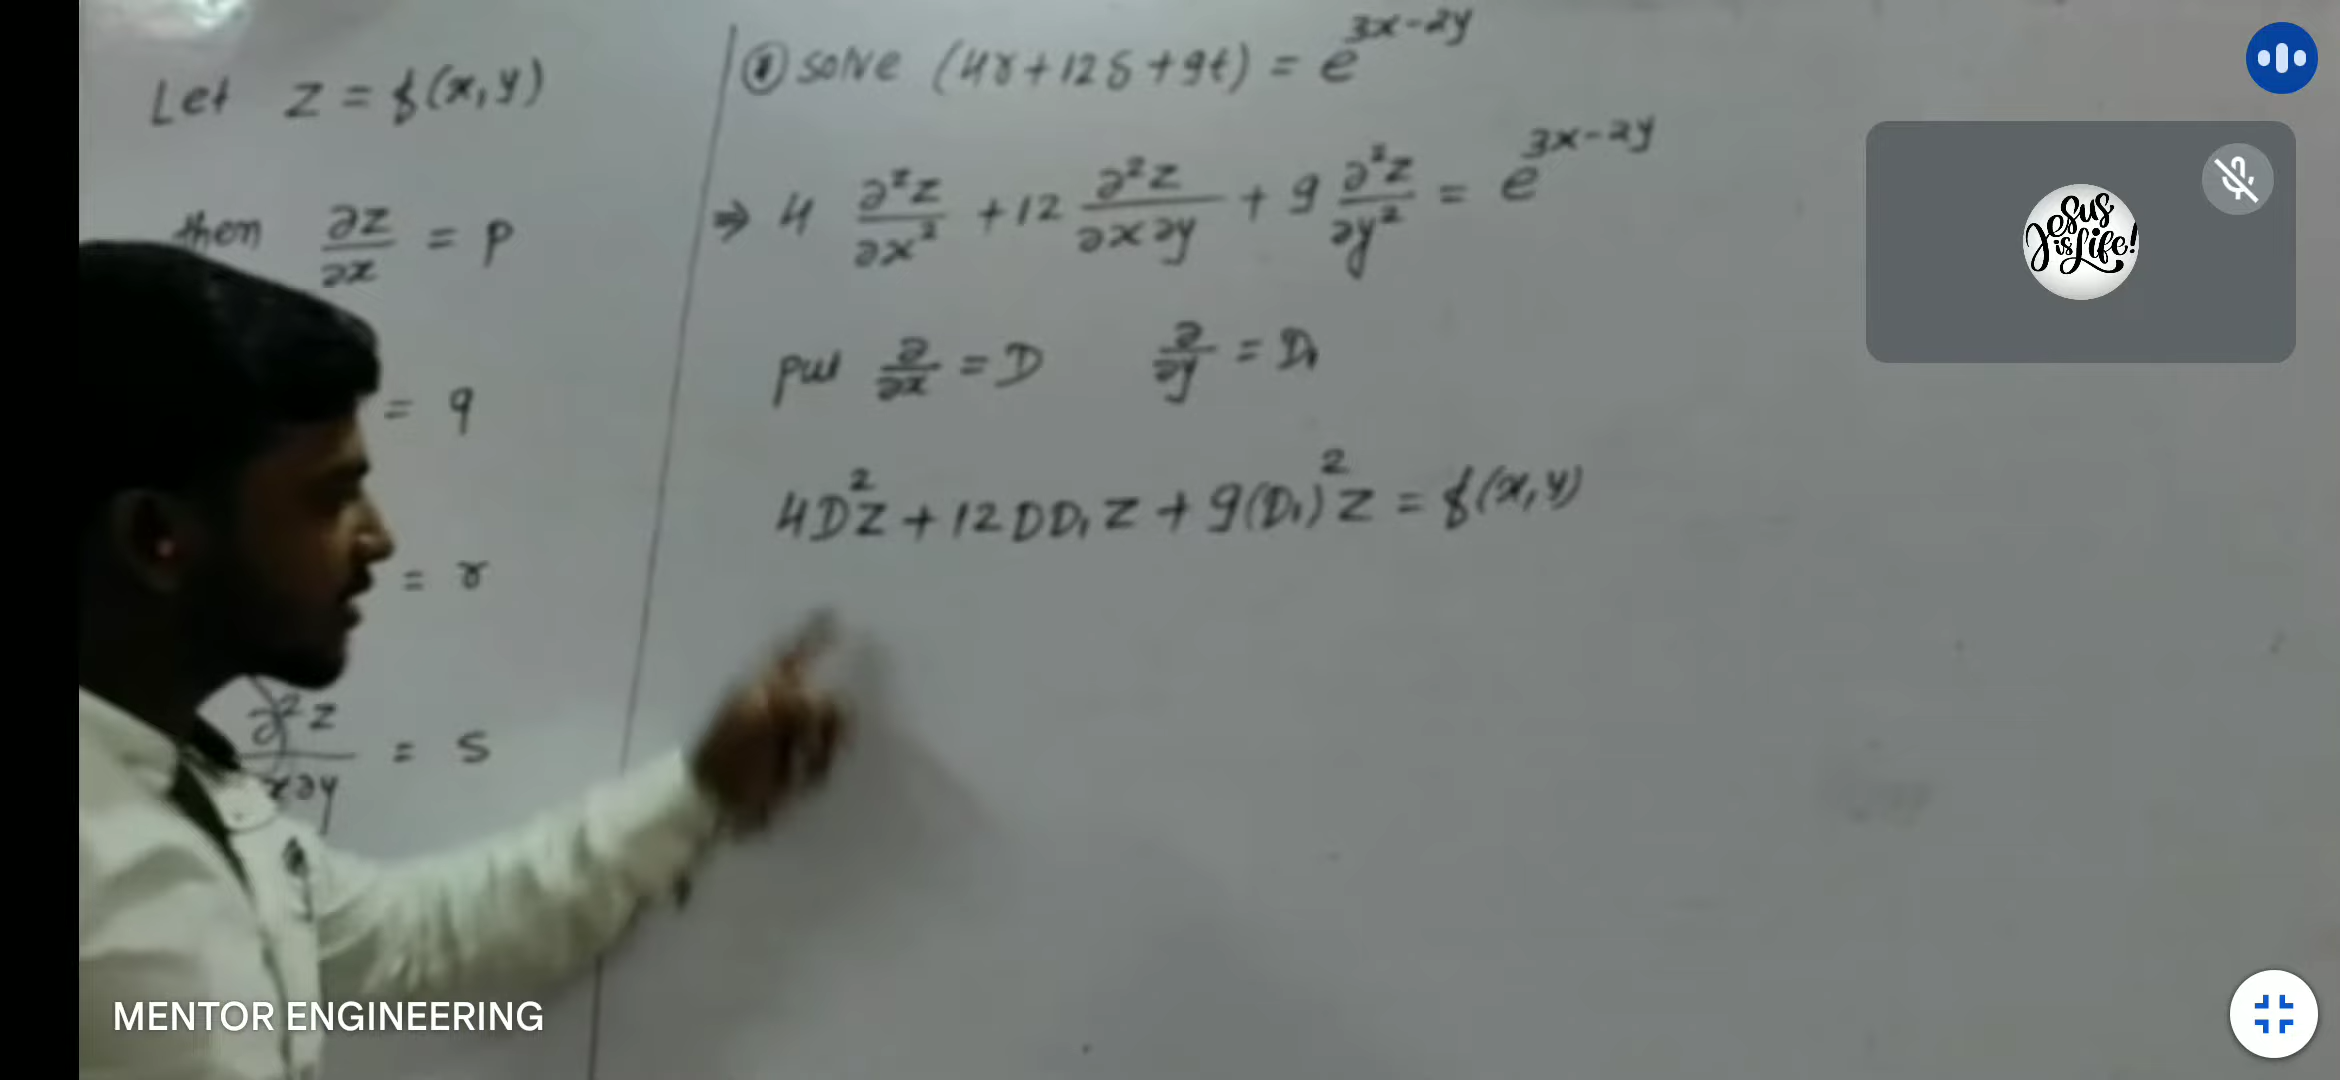 Let z = f(x,y)
then ∂z/∂x = p
= q
= r
∂²z/x∂y = s
① solve (4r+12s+9t) = e^{3x-2y}
⇒ 4 ∂²z/∂x² + 12 ∂²z/∂x∂y + 9 ∂²z/∂y² = e^{3x-2y}
put ∂/∂x = D ∂/∂y = D₁
4D²z + 12DD₁z + 9(D₁)²z = f(x,y)
Jesus
is Life!
MENTOR ENGINEERING